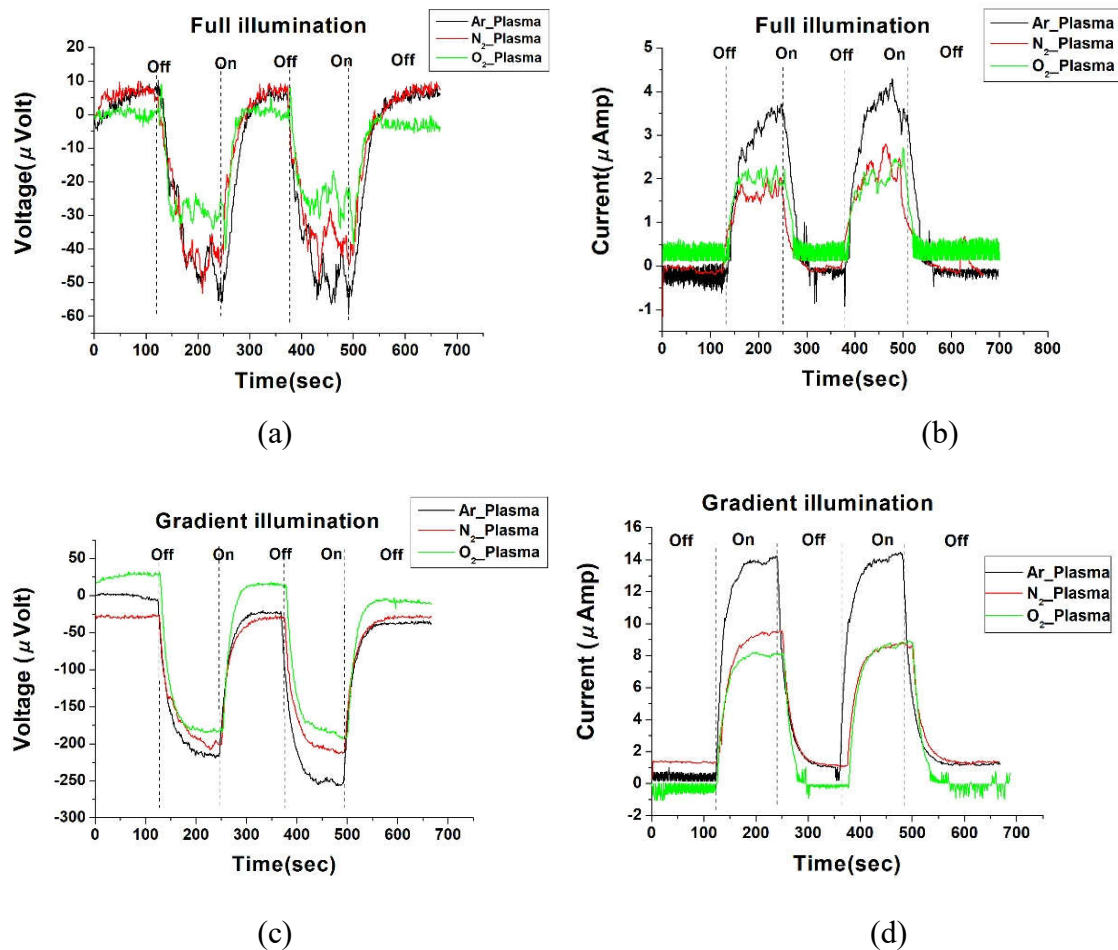 Full illumination
Ar_Plasma
N₂_Plasma
O₂_Plasma
Off On Off On Off
20
10
0
-10
-20
-30
-40
-50
-60
Voltage(μVolt)
0 100 200 300 400 500 600 700
Time(sec)
(a)
Full illumination
Ar_Plasma
N₂_Plasma
O₂_Plasma
Off On Off On Off
5
4
3
2
1
0
-1
Current(μAmp)
0 100 200 300 400 500 600 700 800
Time(sec)
(b)
Gradient illumination
Ar_Plasma
N₂_Plasma
O₂_Plasma
Off On Off On Off
50
25
0
-50
-100
-150
-200
-250
-300
Voltage (μVolt)
0 100 200 300 400 500 600 700
Time(sec)
(c)
Gradient illumination
Ar_Plasma
N₂_Plasma
O₂_Plasma
Off On Off On Off
16
14
12
10
8
6
4
2
0
-2
Current (μAmp)
0 100 200 300 400 500 600 700
Time(sec)
(d)